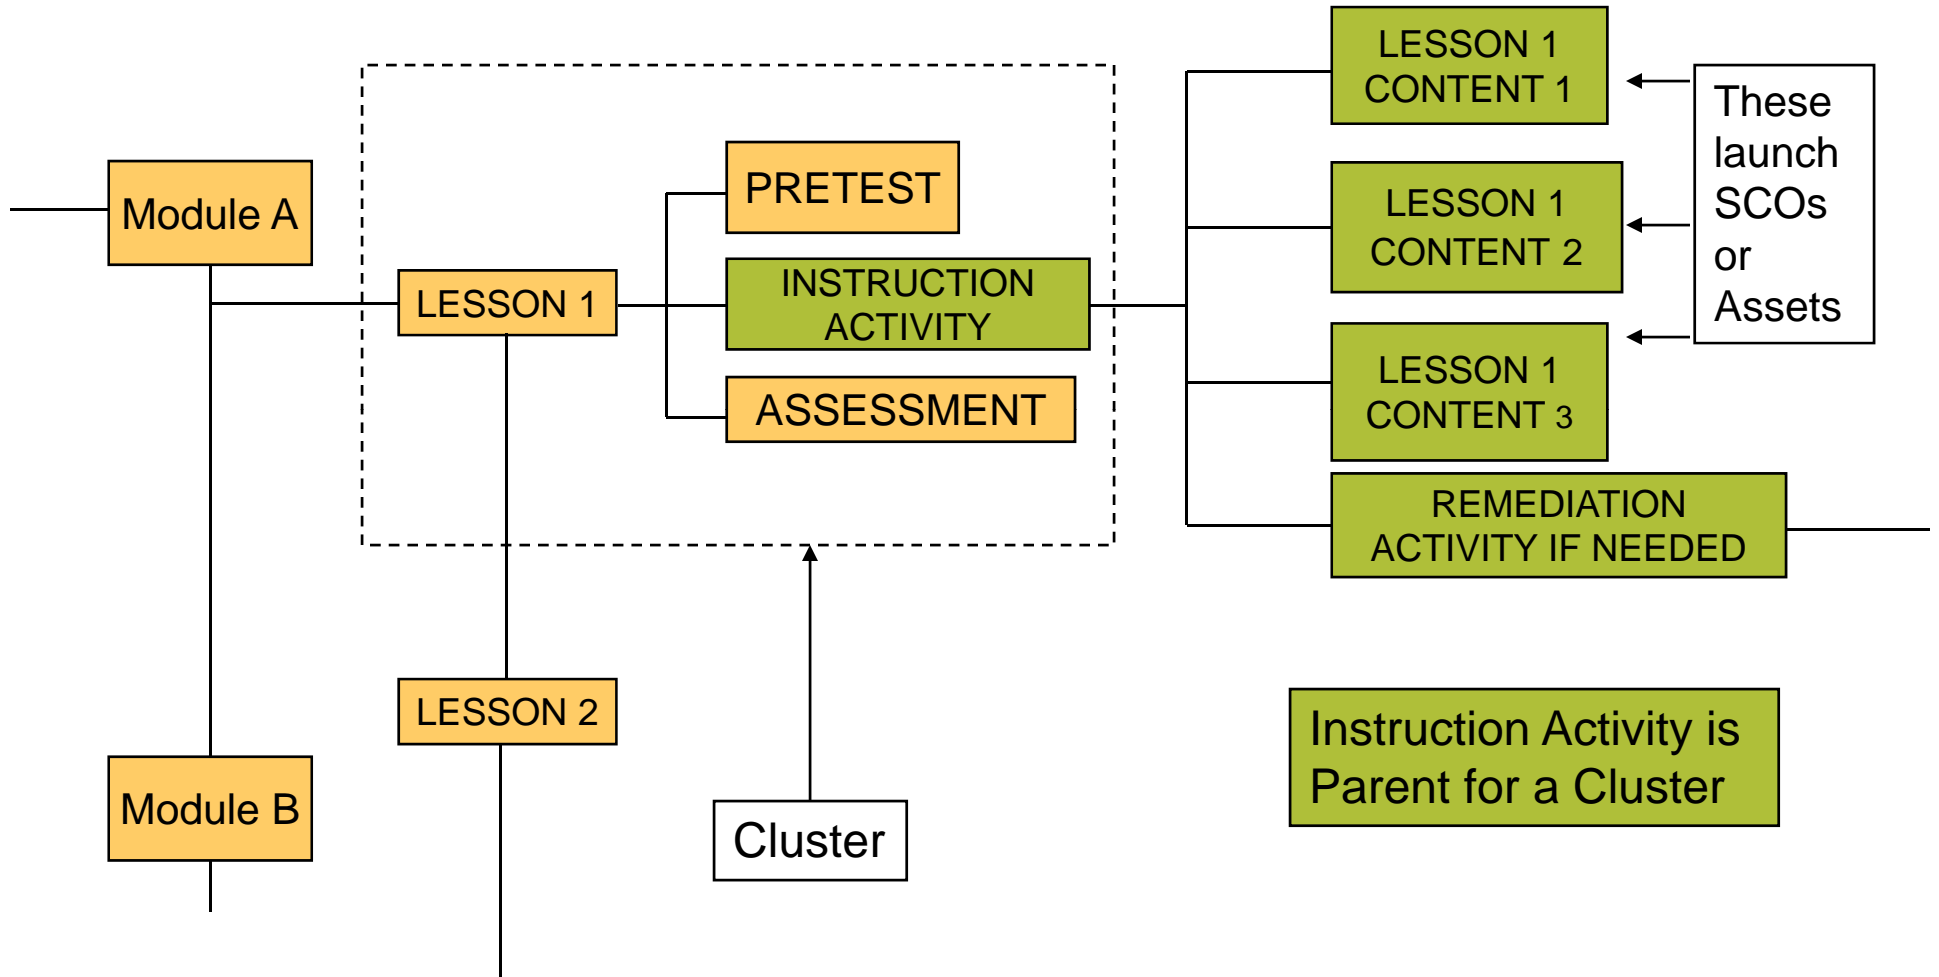 Module A
LESSON 1
PRETEST
INSTRUCTION
ACTIVITY
ASSESSMENT
LESSON 1
CONTENT 1
LESSON 1
CONTENT 2
LESSON 1
CONTENT 3
REMEDIATION
ACTIVITY IF NEEDED
These
launch
SCOs
or
Assets
LESSON 2
Module B
Cluster
Instruction Activity is
Parent for a Cluster